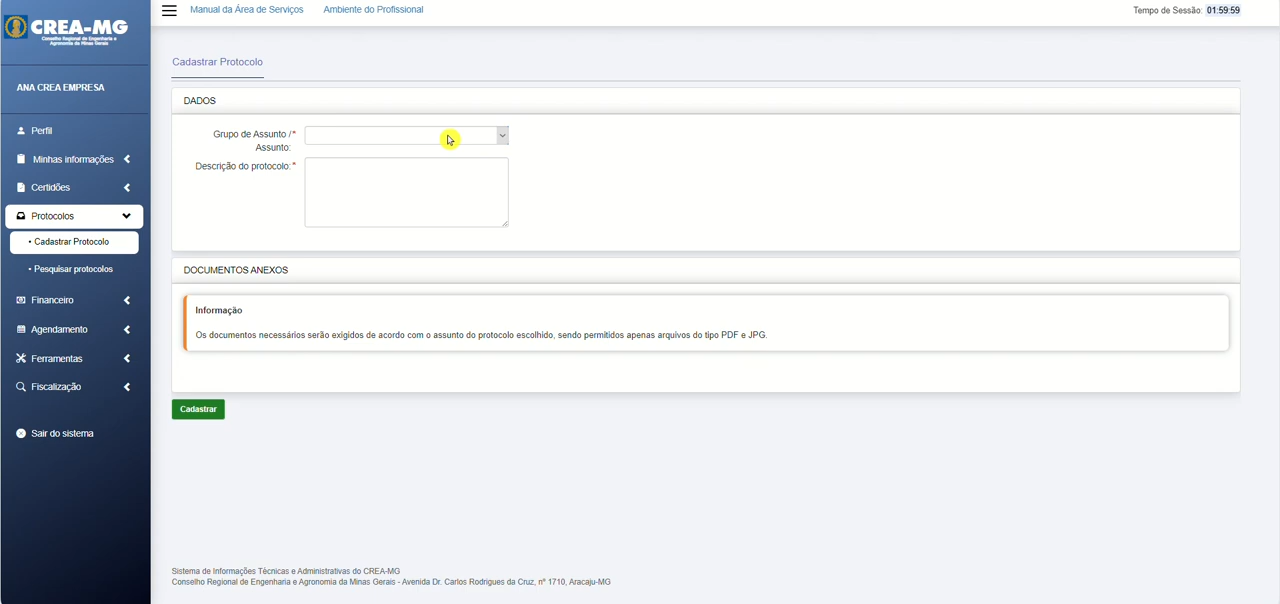 CREA-MG
Conselho Regional de Engenharia e
Agronomia de Minas Gerais
Manual da Área de Serviços
Ambiente do Profissional
Tempo de Sessão: 01:59:59
ANA CREA EMPRESA
Perfil
Minhas informações
Certidões
Protocolos
• Cadastrar Protocolo
• Pesquisar protocolos
Financeiro
Agendamento
Ferramentas
Fiscalização
Sair do sistema
Cadastrar Protocolo
DADOS
Grupo de Assunto /*
Assunto:
Descrição do protocolo:*
DOCUMENTOS ANEXOS
Informação
Os documentos necessários serão exigidos de acordo com o assunto do protocolo escolhido, sendo permitidos apenas arquivos do tipo PDF e JPG.
Cadastrar
Sistema de Informações Técnicas e Administrativas do CREA-MG
Conselho Regional de Engenharia e Agronomia da Minas Gerais - Avenida Dr. Carlos Rodrigues da Cruz, nº 1710, Aracaju-MG